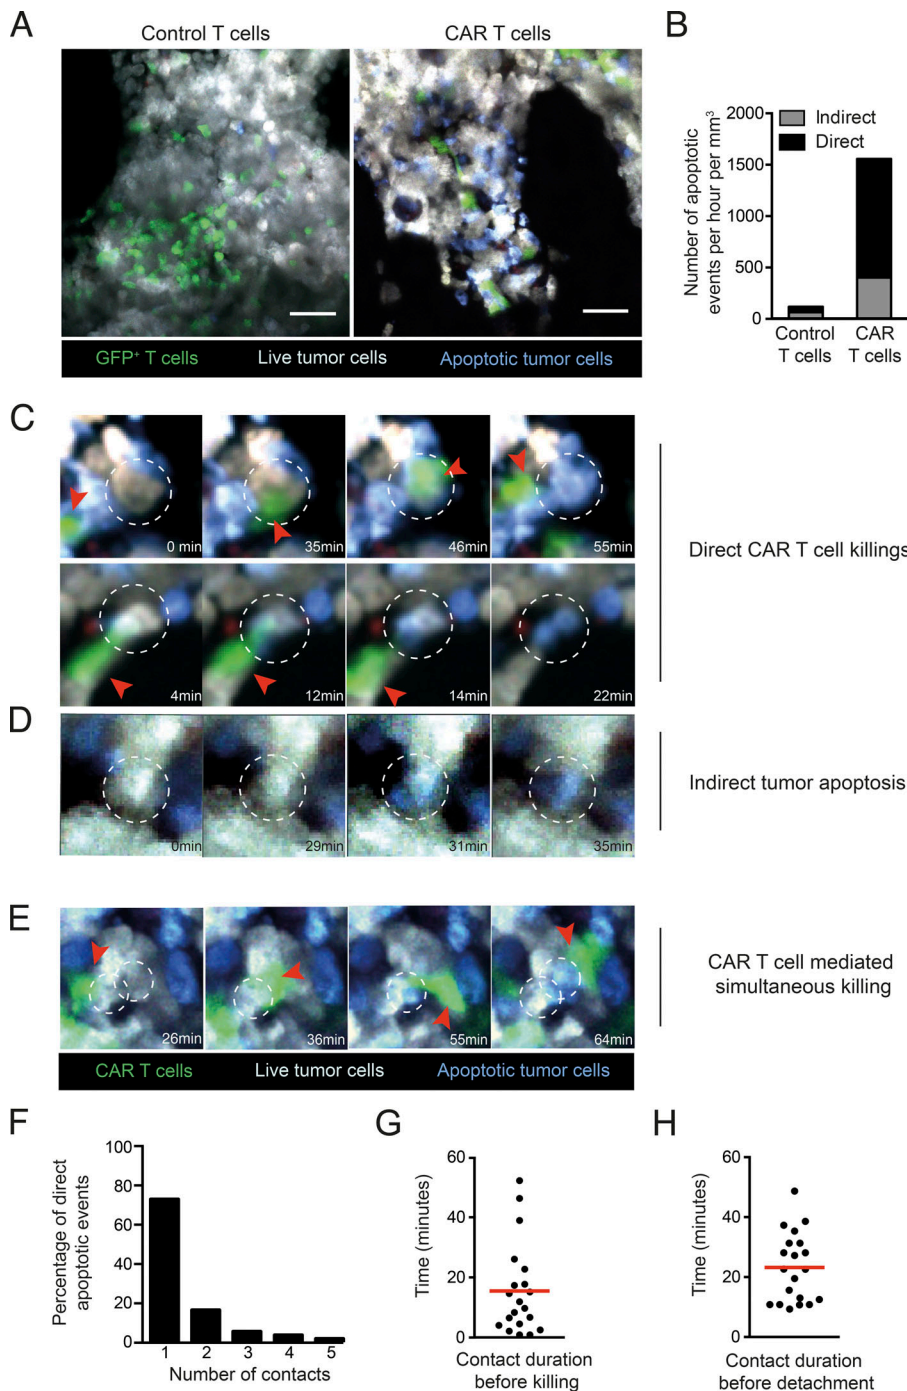 A
Control T cells
CAR T cells
GFP⁺ T cells
Live tumor cells
Apoptotic tumor cells
B
Number of apoptotic
events per hour per mm³
2000
1500
1000
500
0
Indirect
Direct
Control
T cells
CAR
T cells
C
0 min
35min
46min
55min
4min
12min
14min
22min
Direct CAR T cell killings
D
0min
29min
31min
35min
Indirect tumor apoptosis
E
26min
36min
55min
64min
CAR T cell mediated
simultaneous killing
CAR T cells
Live tumor cells
Apoptotic tumor cells
F
Percentage of direct
apoptotic events
100
80
60
40
20
0
1 2 3 4 5
Number of contacts
G
Time (minutes)
60
40
20
0
Contact duration
before killing
H
Time (minutes)
60
40
20
0
Contact duration
before detachment